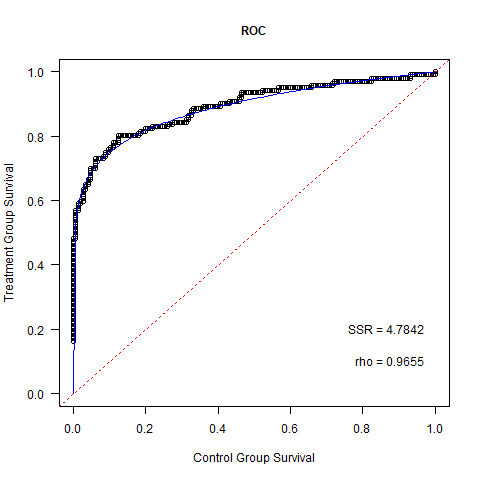 ROC
Treatment Group Survival
1.0
0.8
0.6
0.4
0.2
0.0
SSR = 4.7842
rho = 0.9655
0.0 0.2 0.4 0.6 0.8 1.0
Control Group Survival